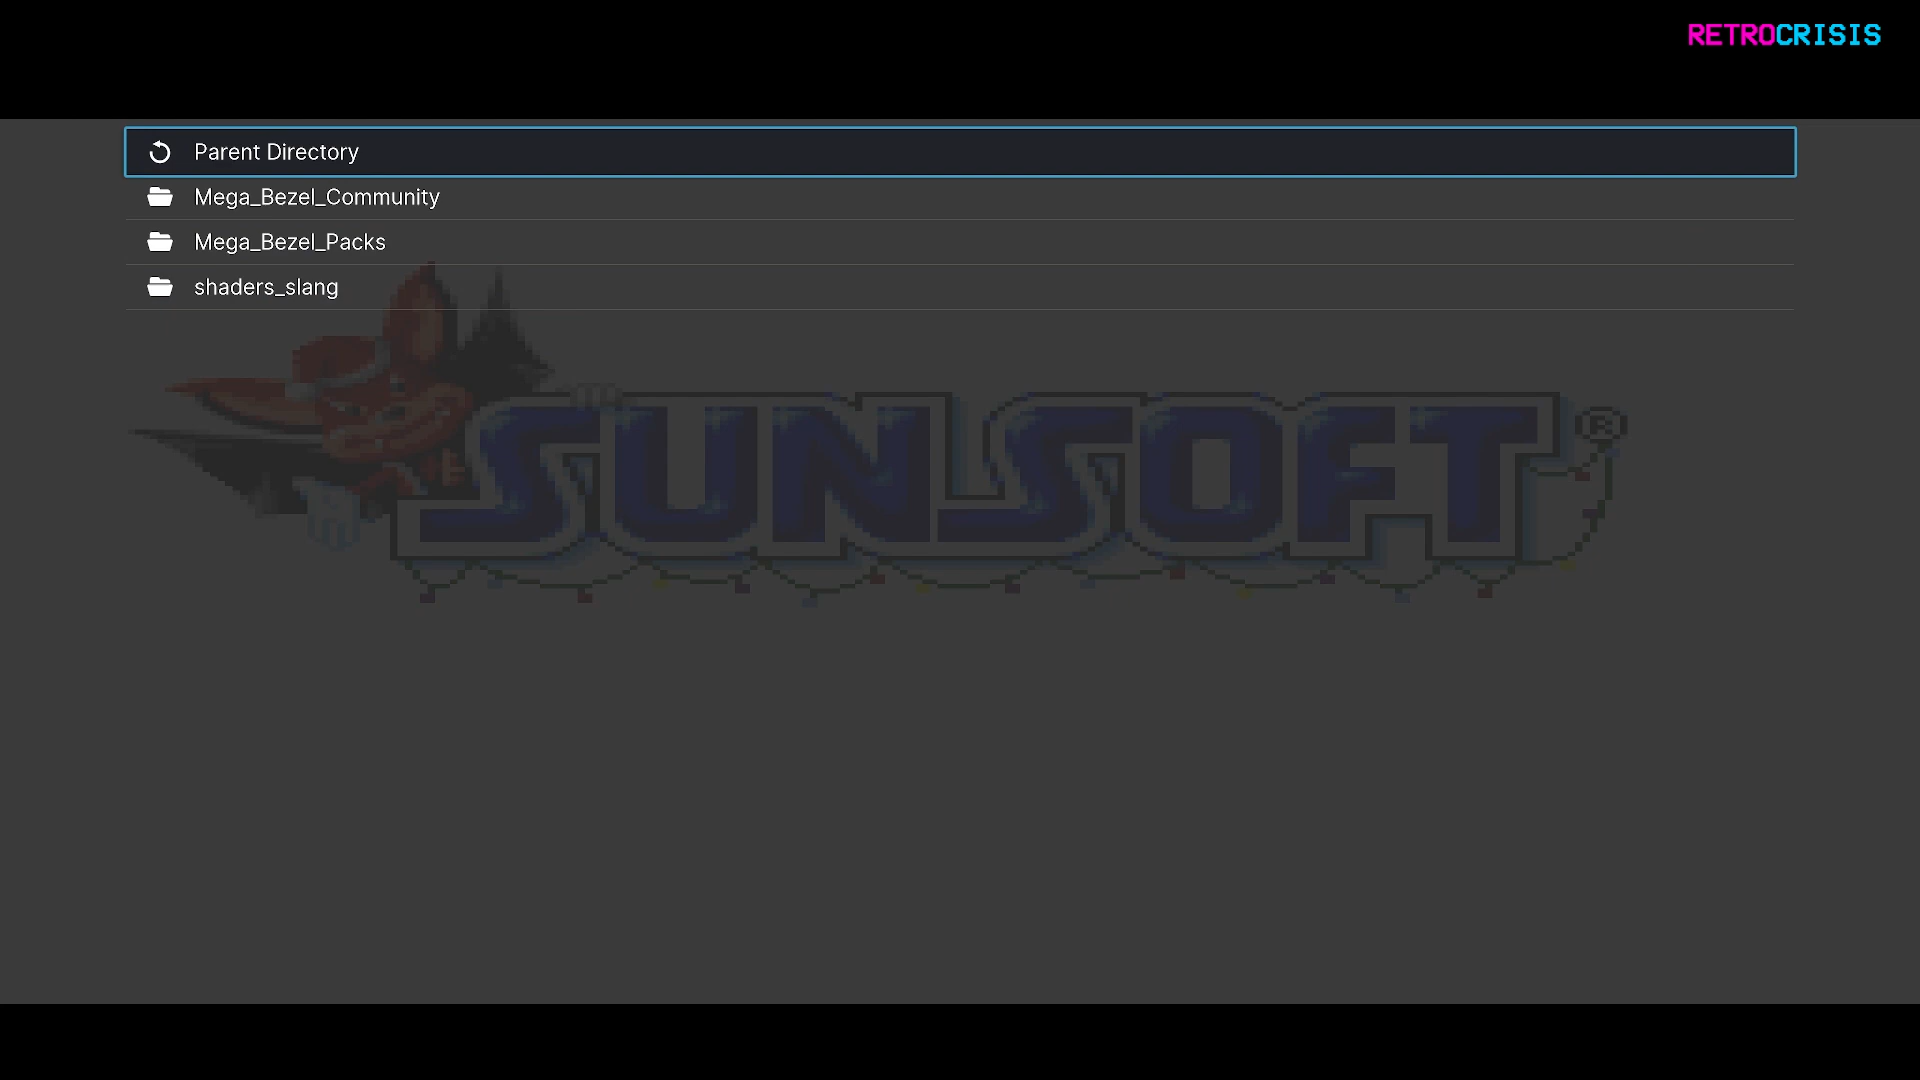 RETROCRISIS
Parent Directory
Mega_Bezel_Community
Mega_Bezel_Packs
shaders_slang
SUNSOFT®